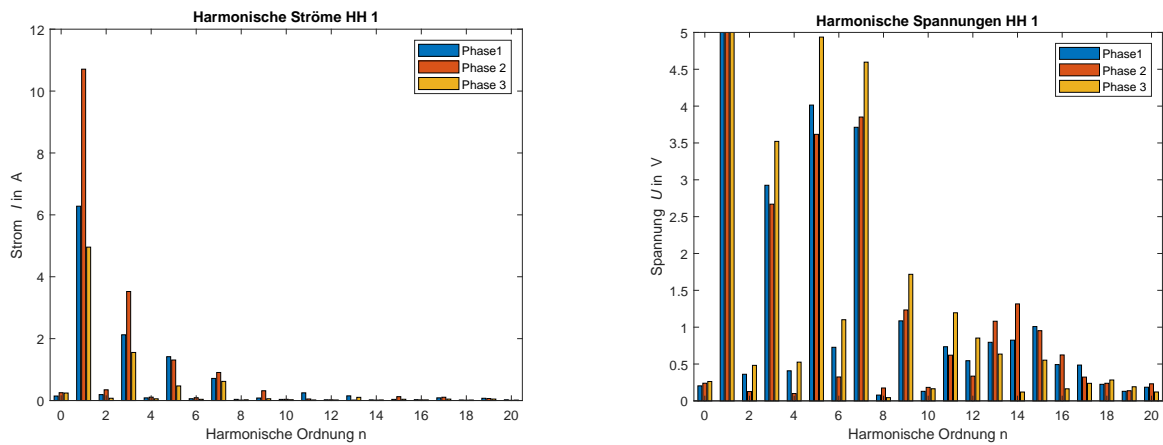 Harmonische Ströme HH 1
12
10
8
6
4
2
0
Strom I in A
Phase1
Phase 2
Phase 3
0 2 4 6 8 10 12 14 16 18 20
Harmonische Ordnung n
Harmonische Spannungen HH 1
5
4.5
4
3.5
3
2.5
2
1.5
1
0.5
0
Spannung U in V
Phase1
Phase 2
Phase 3
0 2 4 6 8 10 12 14 16 18 20
Harmonische Ordnung n